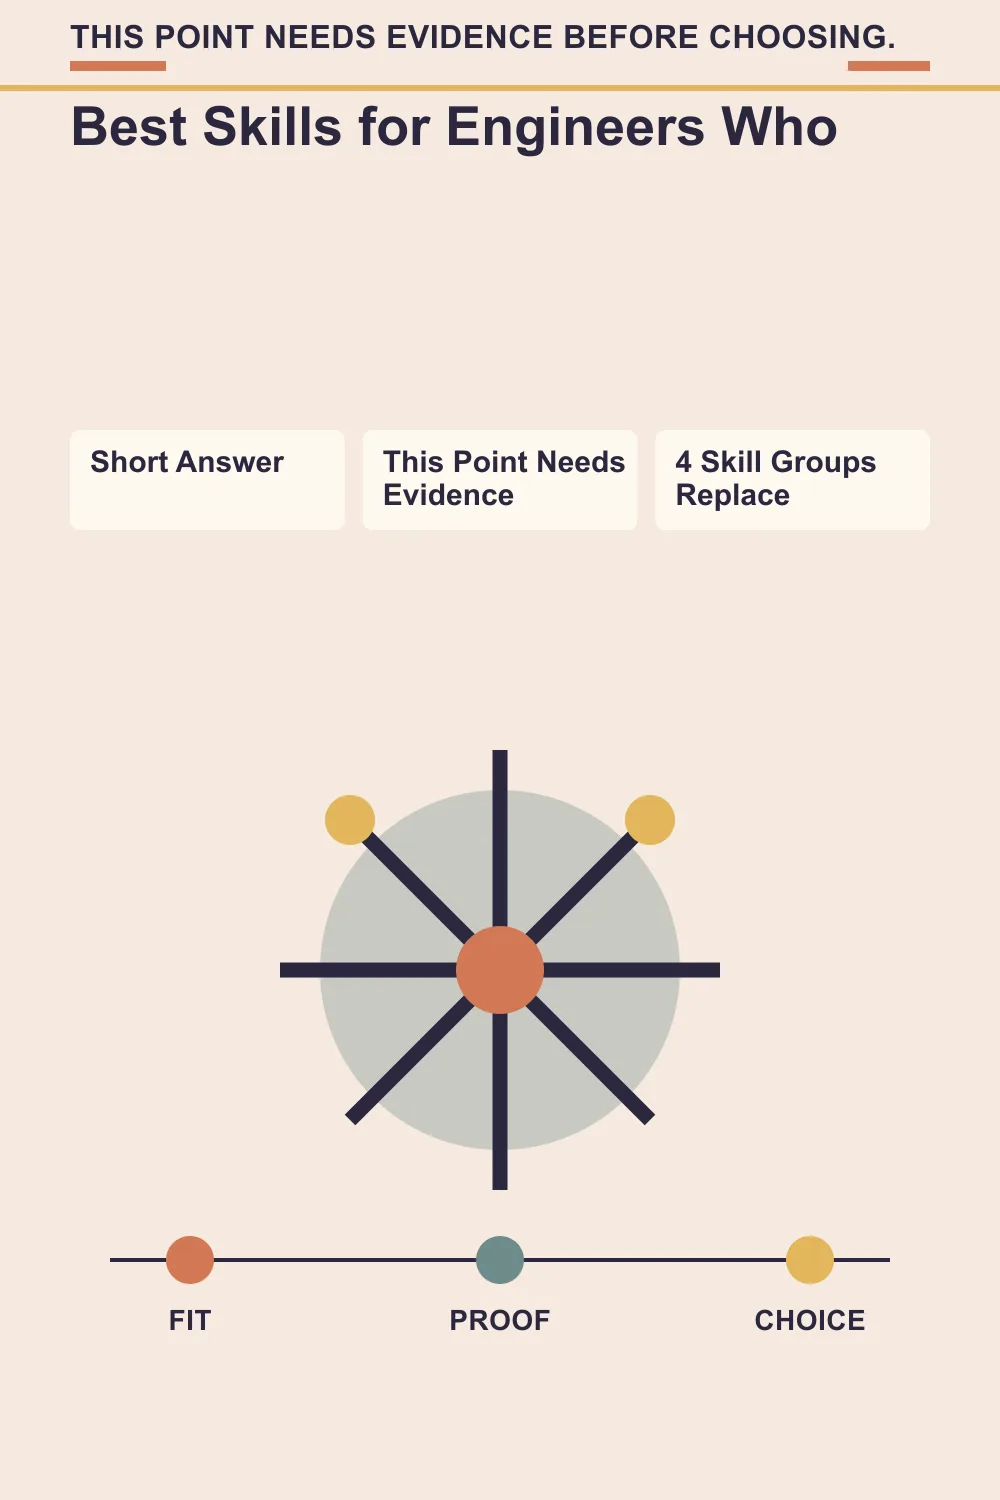 THIS POINT NEEDS EVIDENCE BEFORE CHOOSING.
Best Skills for Engineers Who
Short Answer
This Point Needs
Evidence
4 Skill Groups
Replace
FIT
PROOF
CHOICE